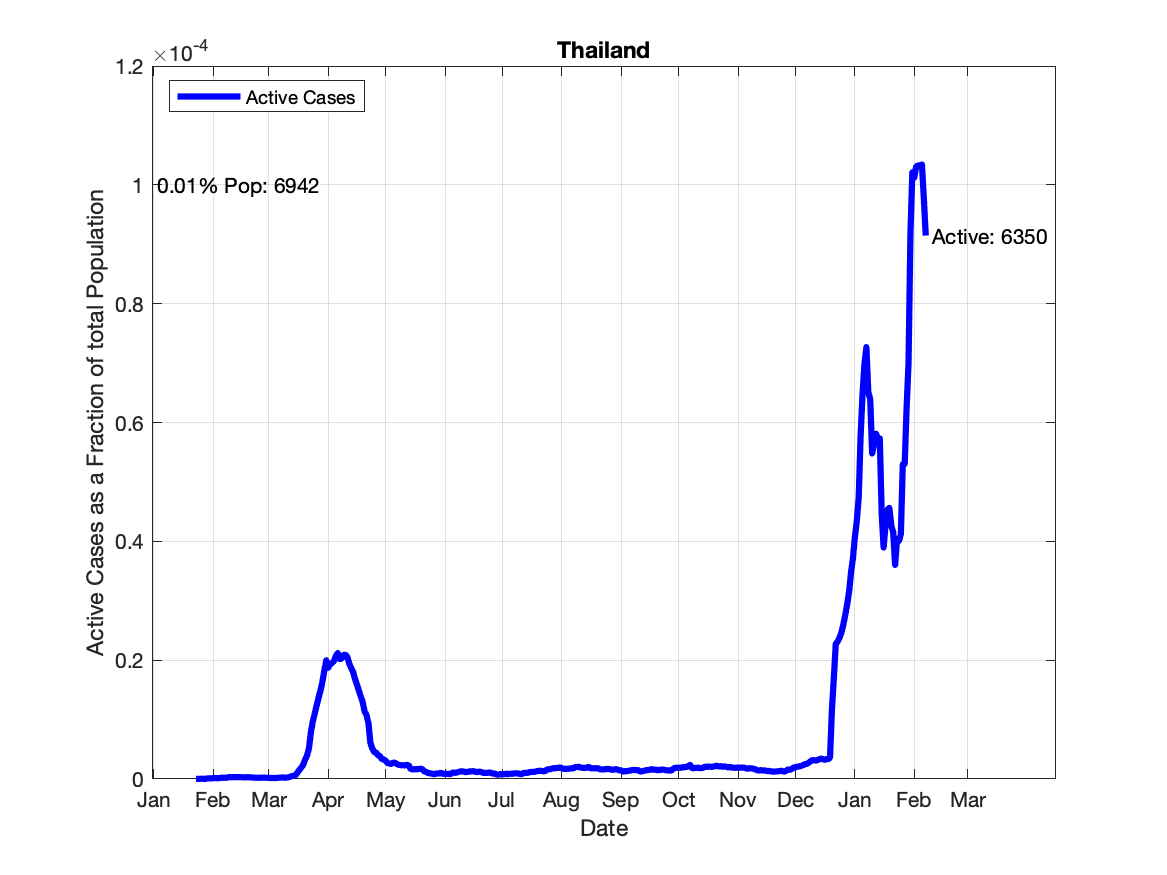 Thailand
×10-4
Active Cases
1.2
1
0.8
0.6
0.4
0.2
0
0.01% Pop: 6942
Active: 6350
Active Cases as a Fraction of total Population
Jan Feb Mar Apr May Jun Jul Aug Sep Oct Nov Dec Jan Feb Mar
Date